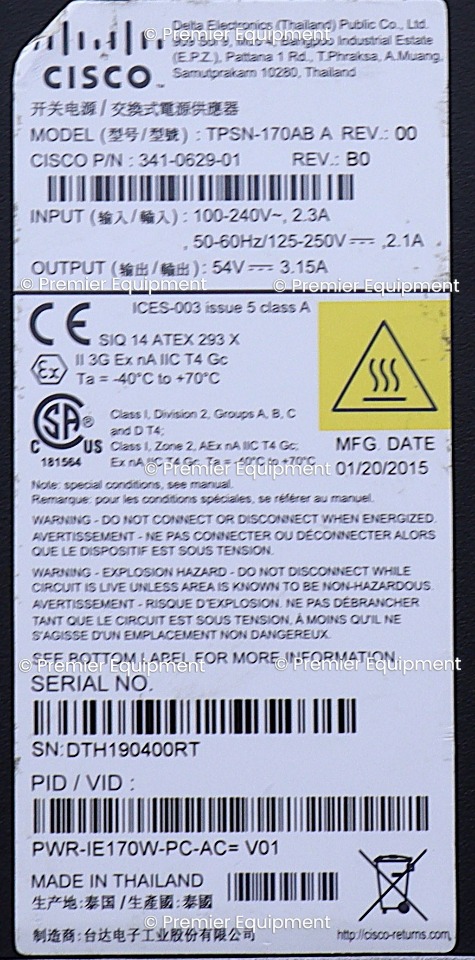 Delta Electronics (Thailand) Public Co., Ltd.
909 Soi 9, Moo 4, Bangpoo Industrial Estate
(E.P.Z.), Pattana 1 Rd., T.Phraksa, A.Muang,
Samutprakarn 10280, Thailand
CISCO
开关电源 / 交換式電源供應器
MODEL (型号/型號) : TPSN-170AB A REV.: 00
CISCO P/N : 341-0629-01 REV.: B0
INPUT (输入/輸入) : 100-240V~, 2.3A
, 50-60Hz/125-250V ⎓ ,2.1A
OUTPUT (输出/輸出) : 54V ⎓ 3.15A
© Premier Equipment © Premier Equipment
ICES-003 issue 5 class A
CE SIQ 14 ATEX 293 X
Ex II 3G Ex nA IIC T4 Gc
Ta = -40°C to +70°C
CSA
C US
181564
Class I, Division 2, Groups A, B, C
and D T4;
Class I, Zone 2, AEx nA IIC T4 Gc;
Ex nA IIC T4 Gc, Ta= -40°C to +70°C
MFG. DATE
01/20/2015
© Premier Equipment © Premier Equipment
Note: special conditions, see manual.
Remarque: pour les conditions spéciales, se référer au manuel.
WARNING - DO NOT CONNECT OR DISCONNECT WHEN ENERGIZED.
AVERTISSEMENT - NE PAS CONNECTER OU DÉCONNECTER ALORS
QUE LE DISPOSITIF EST SOUS TENSION.
WARNING - EXPLOSION HAZARD - DO NOT DISCONNECT WHILE
CIRCUIT IS LIVE UNLESS AREA IS KNOWN TO BE NON-HAZARDOUS.
AVERTISSEMENT - RISQUE D'EXPLOSION. NE PAS DÉBRANCHER
TANT QUE LE CIRCUIT EST SOUS TENSION, À MOINS QU'IL NE
S'AGISSE D'UN EMPLACEMENT NON DANGEREUX.
SEE BOTTOM LABEL FOR MORE INFORMATION
© Premier Equipment © Premier Equipment
SERIAL NO.
SN: DTH190400RT
PID / VID :
PWR-IE170W-PC-AC= V01
MADE IN THAILAND
生产地: 泰国 / 生產國: 泰國
© Premier Equipment
制造商: 台达电子工业股份有限公司
http://cisco-returns.com